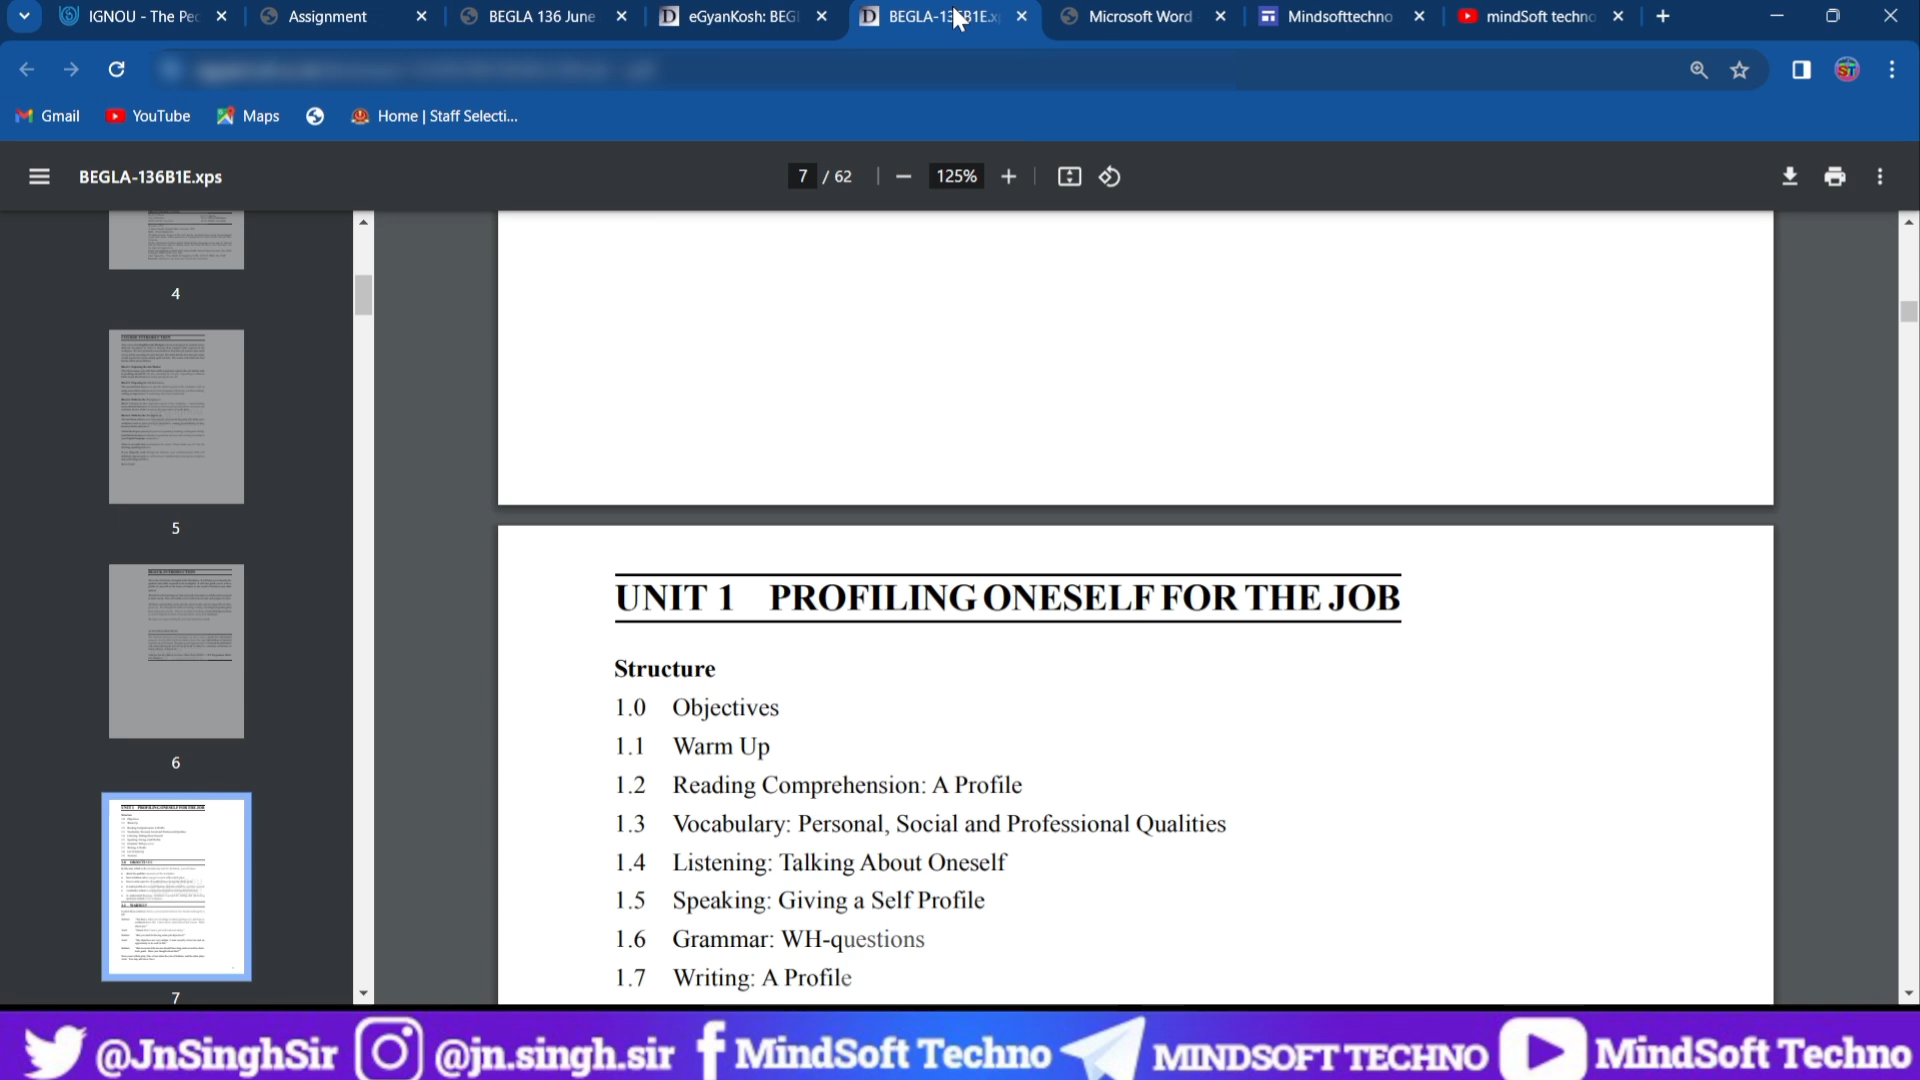 IGNOU - The Pec
Assignment
BEGLA 136 June
eGyanKosh: BEGL
BEGLA-136B1E.x
Microsoft Word
Mindsofttechno
mindSoft techno
Gmail
YouTube
Maps
Home | Staff Selecti...
BEGLA-136B1E.xps
7 / 62
125%
4
5
6
7
UNIT 1 PROFILING ONESELF FOR THE JOB
Structure
1.0 Objectives
1.1 Warm Up
1.2 Reading Comprehension: A Profile
1.3 Vocabulary: Personal, Social and Professional Qualities
1.4 Listening: Talking About Oneself
1.5 Speaking: Giving a Self Profile
1.6 Grammar: WH-questions
1.7 Writing: A Profile
@JnSinghSir @jn.singh.sir MindSoft Techno MINDSOFT TECHNO MindSoft Techno